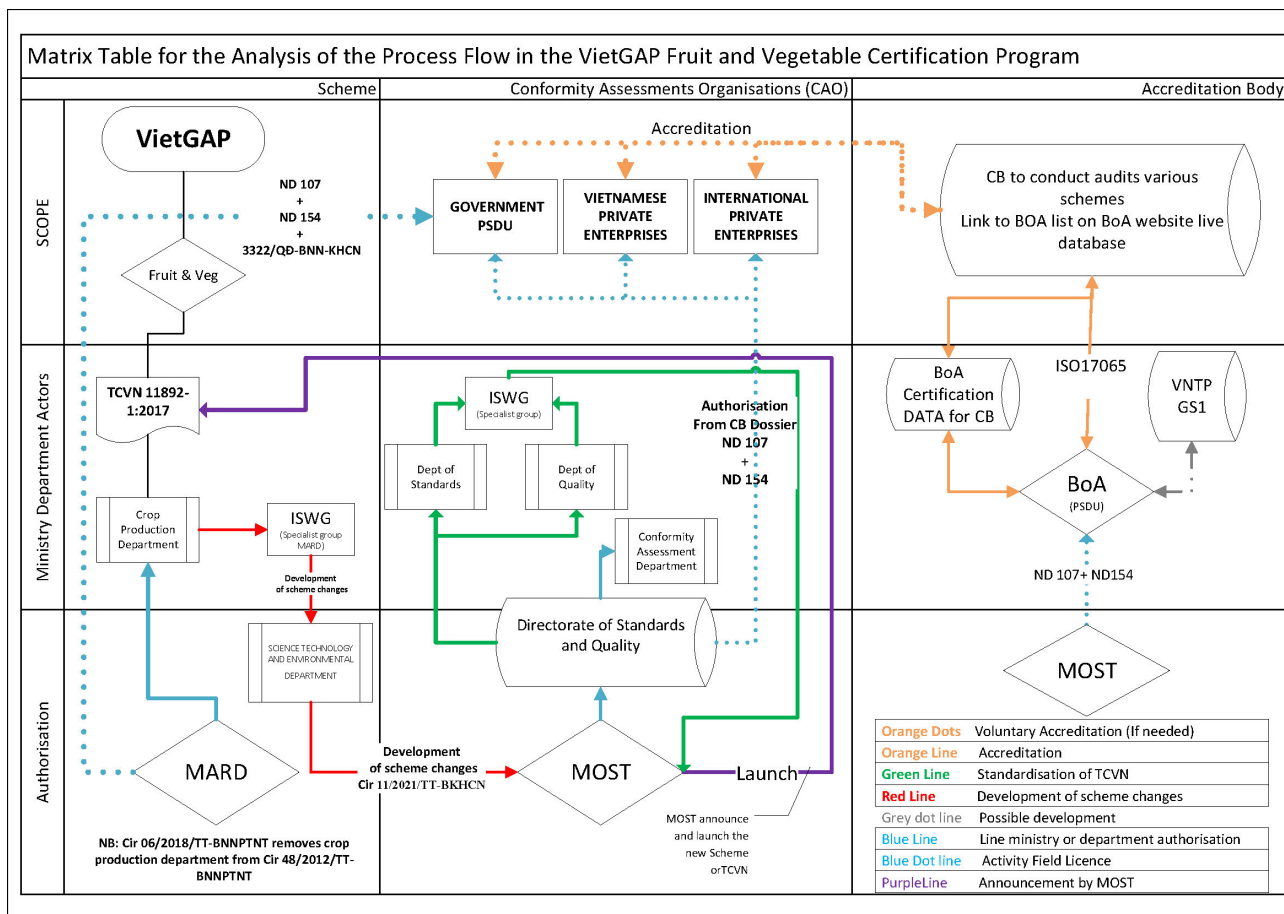 Matrix Table for the Analysis of the Process Flow in the VietGAP Fruit and Vegetable Certification Program
Scheme
Conformity Assessments Organisations (CAO)
Accreditation Body
SCOPE
VietGAP
ND 107
+
ND 154
+
3322/QĐ-BNN-KHCN
Fruit & Veg
Accreditation
GOVERNMENT
PSDU
VIETNAMESE
PRIVATE
ENTERPRISES
INTERNATIONAL
PRIVATE
ENTERPRISES
CB to conduct audits various
schemes
Link to BOA list on BoA website live
database
Ministry Department Actors
TCVN 11892-
1:2017
Crop
Production
Department
ISWG
(Specialist group
MARD)
Development
of scheme changes
ISWG
(Specialist group)
Dept of
Standards
Dept of
Quality
Authorisation
From CB Dossier
ND 107
+
ND 154
Conformity
Assessment
Department
BoA
Certification
DATA for CB
ISO17065
VNTP
GS1
BoA
(PSDU)
ND 107+ ND154
Authorisation
SCIENCE TECHNOLOGY
AND ENVIRONMENTAL
DEPARTMENT
MARD
NB: Cir 06/2018/TT-BNNPTNT removes crop
production department from Cir 48/2012/TT-
BNNPTNT
Directorate of Standards
and Quality
Development
of scheme changes
Cir 11/2021/TT-BKHCN
MOST
Launch
MOST announce
and launch the
new Scheme
orTCVN
MOST
Orange Dots Voluntary Accreditation (If needed)
Orange Line Accreditation
Green Line Standardisation of TCVN
Red Line Development of scheme changes
Grey dot line Possible development
Blue Line Line ministry or department authorisation
Blue Dot line Activity Field Licence
PurpleLine Announcement by MOST